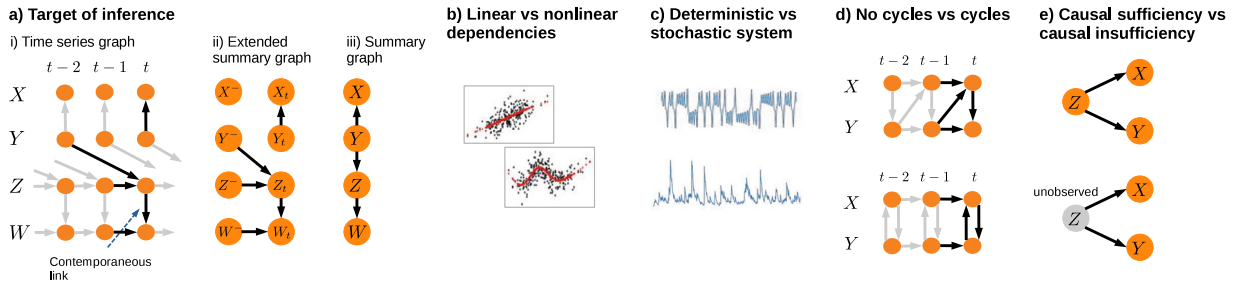 a) Target of inference
i) Time series graph
t − 2
t − 1
t
X
Y
Z
W
Contemporaneous
link
ii) Extended
summary graph
X⁻
X_t
Y⁻
Y_t
Z⁻
Z_t
W⁻
W_t
iii) Summary
graph
X
Y
Z
W
b) Linear vs nonlinear
dependencies
c) Deterministic vs
stochastic system
d) No cycles vs cycles
t − 2
t − 1
t
X
Y
t − 2
t − 1
t
X
Y
e) Causal sufficiency vs
causal insufficiency
X
Z
Y
unobserved
X
Z
Y